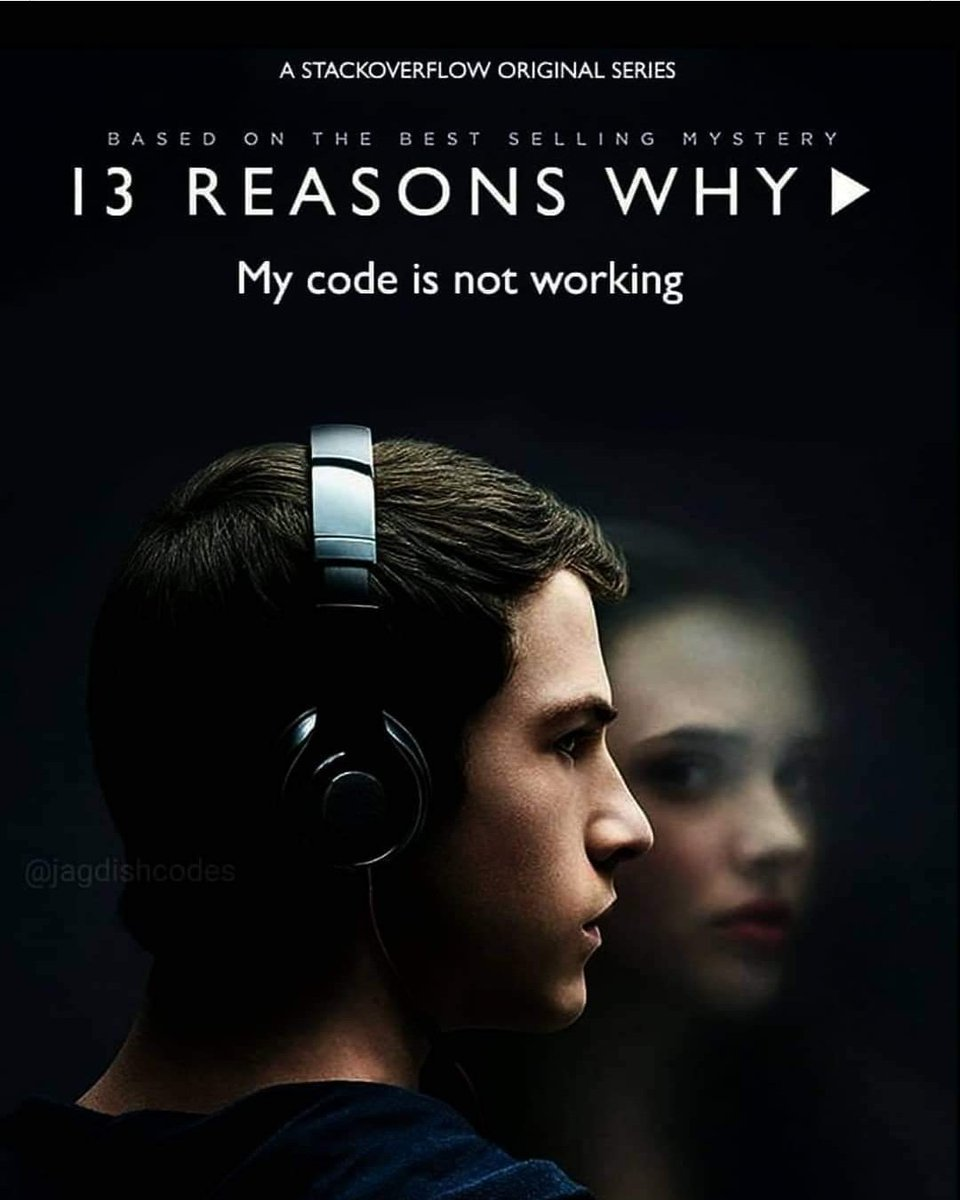 A STACKOVERFLOW ORIGINAL SERIES
BASED ON THE BEST SELLING MYSTERY
13 REASONS WHY
My code is not working
@jagdishcodes